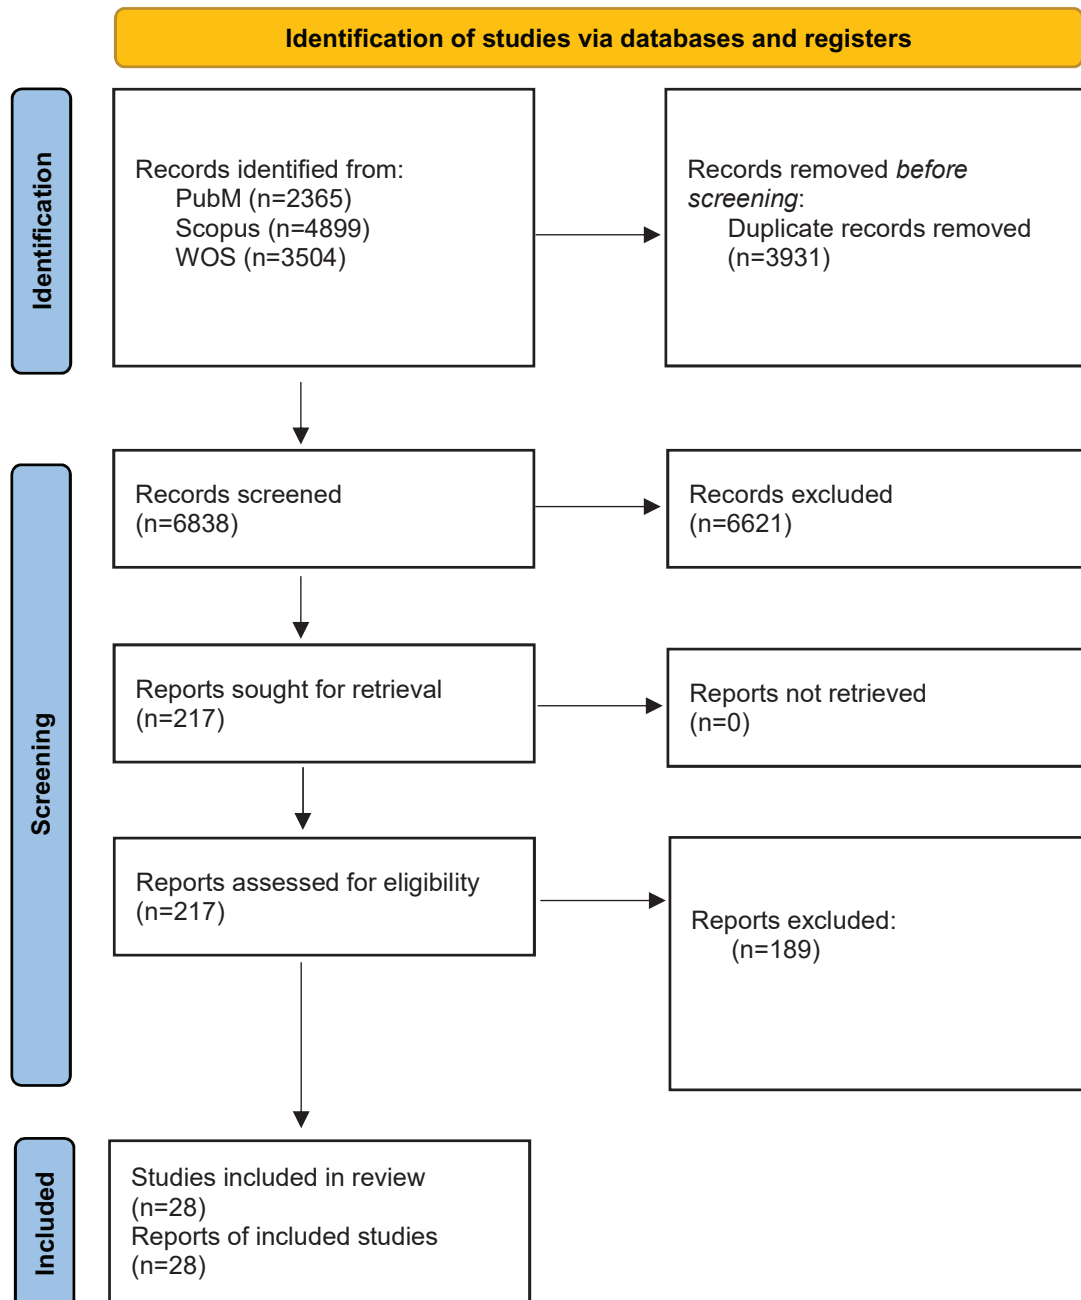 Identification of studies via databases and registers
Identification
Records identified from:
PubM (n=2365)
Scopus (n=4899)
WOS (n=3504)
Records removed before
screening:
Duplicate records removed
(n=3931)
Screening
Records screened
(n=6838)
Records excluded
(n=6621)
Reports sought for retrieval
(n=217)
Reports not retrieved
(n=0)
Reports assessed for eligibility
(n=217)
Reports excluded:
(n=189)
Included
Studies included in review
(n=28)
Reports of included studies
(n=28)